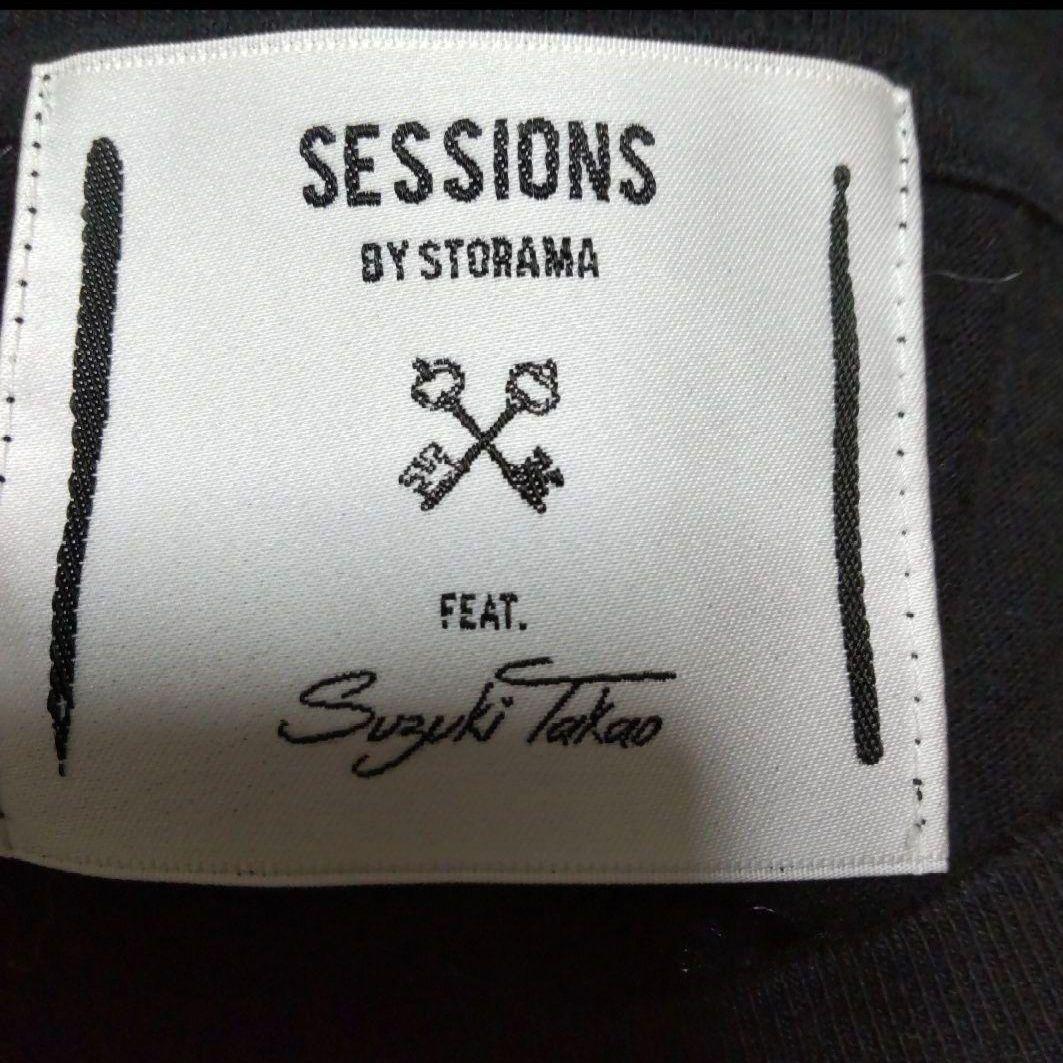 SESSIONS
BY STORAMA
FEAT.
Suzuki Takao